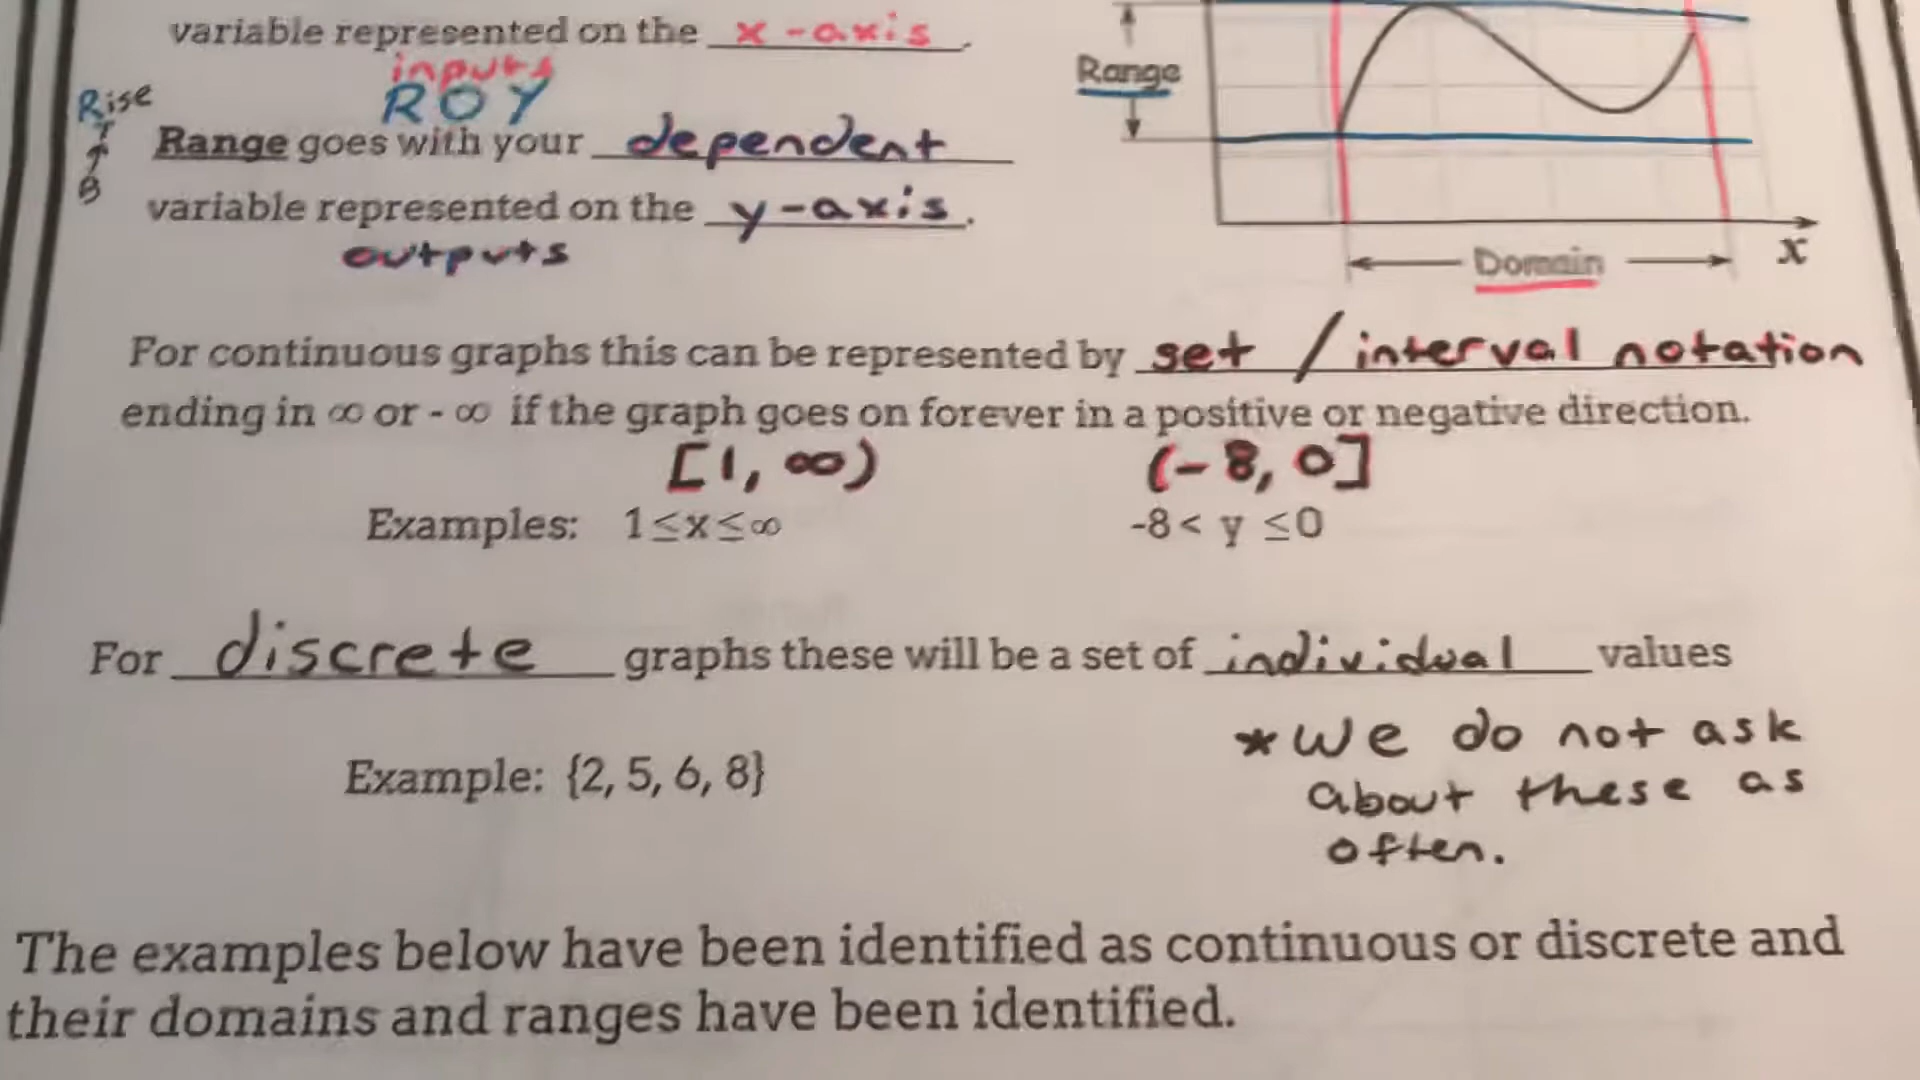 variable represented on the x-axis.
inputs
ROY
Rise
Range goes with your dependent
variable represented on the y-axis.
outputs
Range
Domain
x
For continuous graphs this can be represented by set / interval notation
ending in ∞ or -∞ if the graph goes on forever in a positive or negative direction.
[1, ∞) (-8, 0]
Examples: 1≤x≤∞ -8< y ≤0
For discrete graphs these will be a set of individual values
Example: {2, 5, 6, 8}
*We do not ask
about these as
often.
The examples below have been identified as continuous or discrete and
their domains and ranges have been identified.